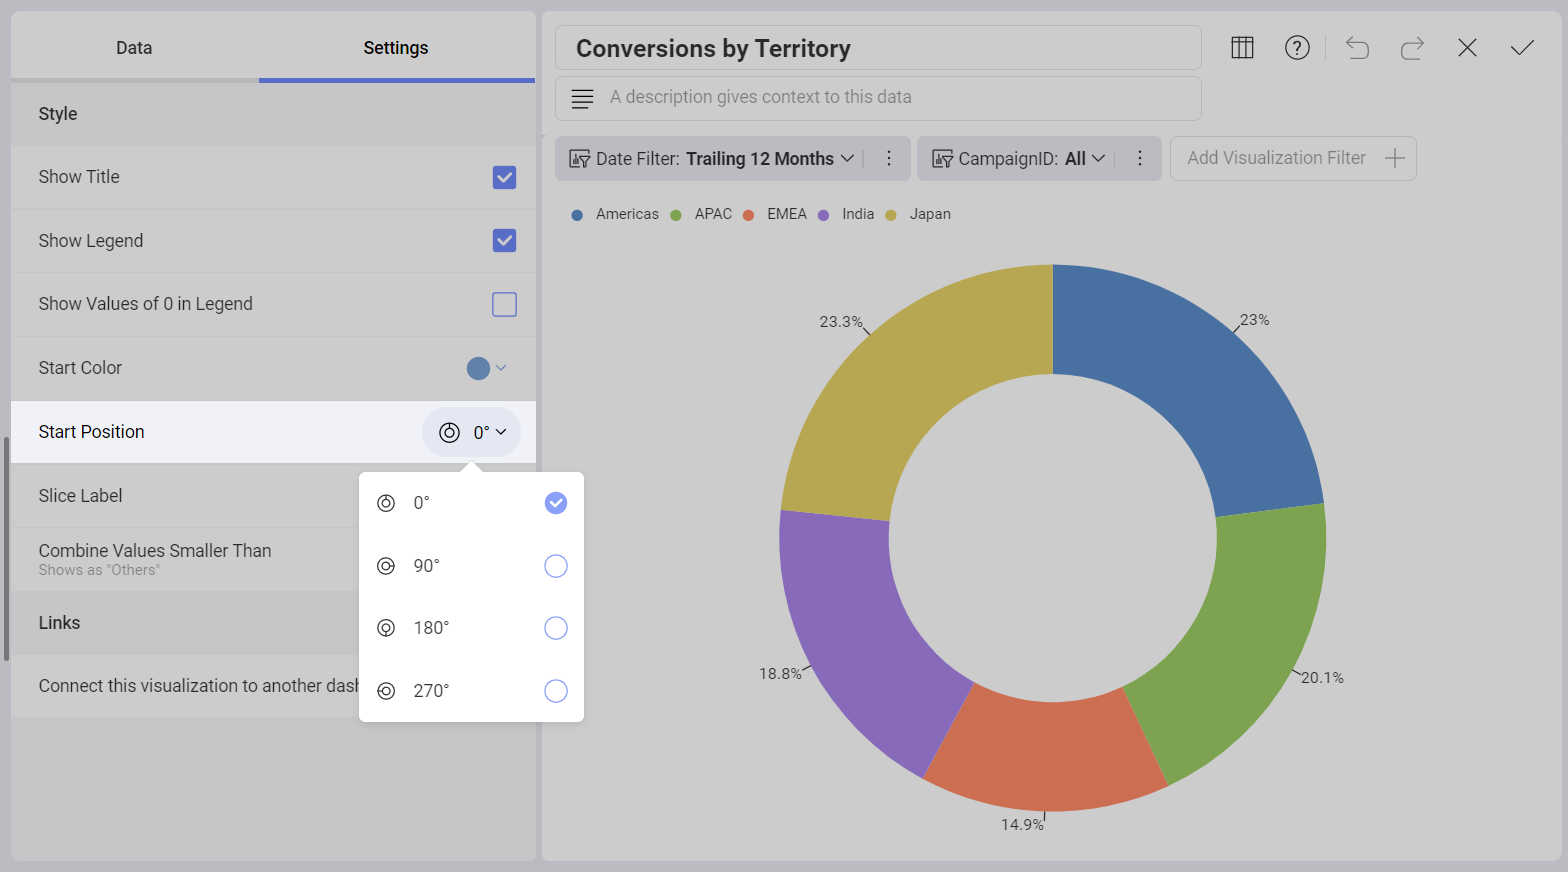 Data
Settings
Style
Show Title
Show Legend
Show Values of 0 in Legend
Start Color
Start Position
0°
Slice Label
Combine Values Smaller Than
Shows as "Others"
Links
Connect this visualization to another dash
0°
90°
180°
270°
Conversions by Territory
A description gives context to this data
Date Filter: Trailing 12 Months
CampaignID: All
Add Visualization Filter
Americas APAC EMEA India Japan
23.3%
23%
18.8%
20.1%
14.9%